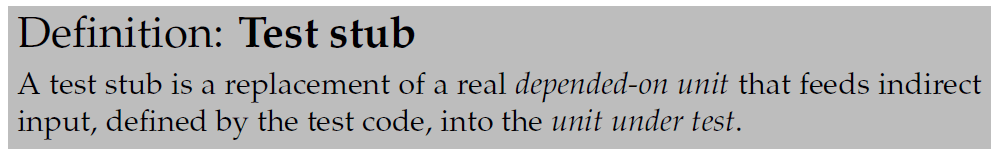 Definition: Test stub
A test stub is a replacement of a real depended-on unit that feeds indirect
input, defined by the test code, into the unit under test.